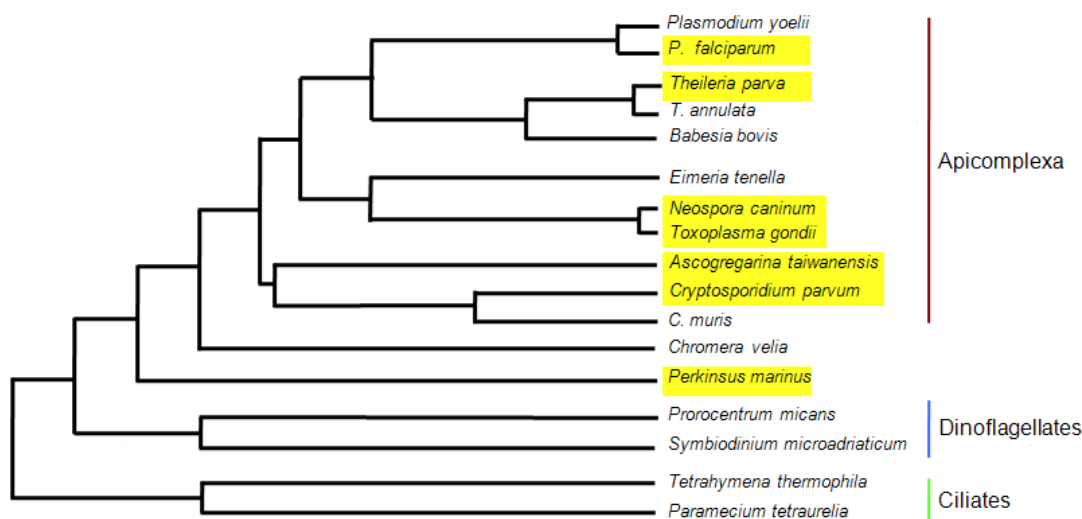 Plasmodium yoelii
P. falciparum
Theileria parva
T. annulata
Babesia bovis
Eimeria tenella
Neospora caninum
Toxoplasma gondii
Ascogregarina taiwanensis
Cryptosporidium parvum
C. muris
Apicomplexa
Chromera velia
Perkinsus marinus
Prorocentrum micans
Symbiodinium microadriaticum
Dinoflagellates
Tetrahymena thermophila
Paramecium tetraurelia
Ciliates